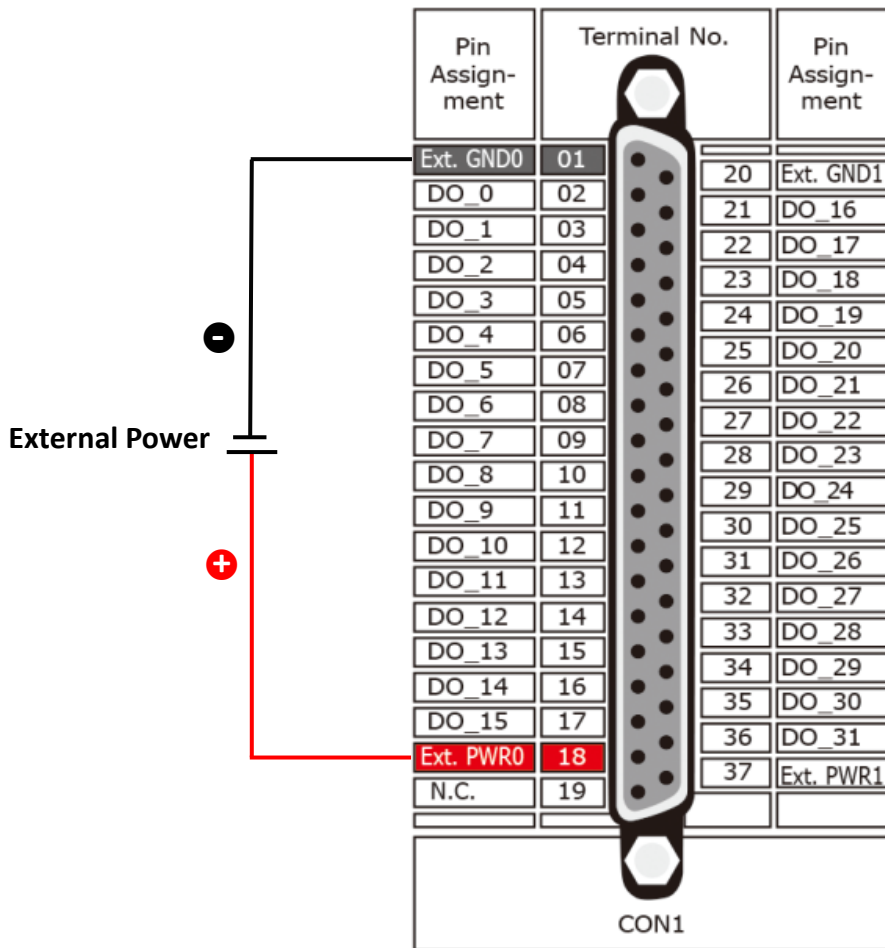 Pin
Assign-
ment
Terminal No.
Pin
Assign-
ment
Ext. GND0 01
20 Ext. GND1
DO_0 02
21 DO_16
DO_1 03
22 DO_17
DO_2 04
23 DO_18
DO_3 05
24 DO_19
DO_4 06
25 DO_20
DO_5 07
26 DO_21
DO_6 08
27 DO_22
DO_7 09
28 DO_23
DO_8 10
29 DO_24
DO_9 11
30 DO_25
DO_10 12
31 DO_26
DO_11 13
32 DO_27
DO_12 14
33 DO_28
DO_13 15
34 DO_29
DO_14 16
35 DO_30
DO_15 17
36 DO_31
Ext. PWR0 18
37 Ext. PWR1
N.C. 19
-
External Power
+
CON1